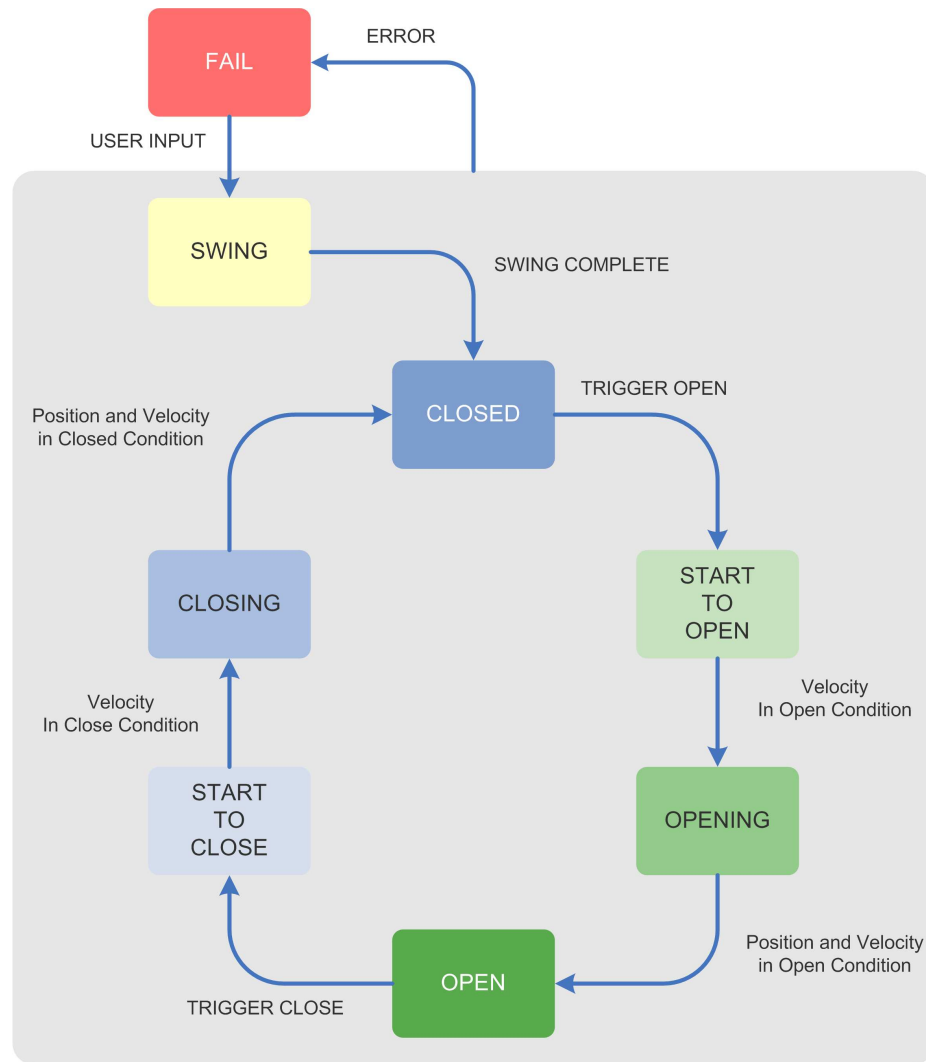 ERROR
FAIL
USER INPUT
SWING
SWING COMPLETE
CLOSED
TRIGGER OPEN
Position and Velocity
in Closed Condition
CLOSING
START
TO
OPEN
Velocity
In Close Condition
Velocity
In Open Condition
START
TO
CLOSE
OPENING
Position and Velocity
in Open Condition
OPEN
TRIGGER CLOSE